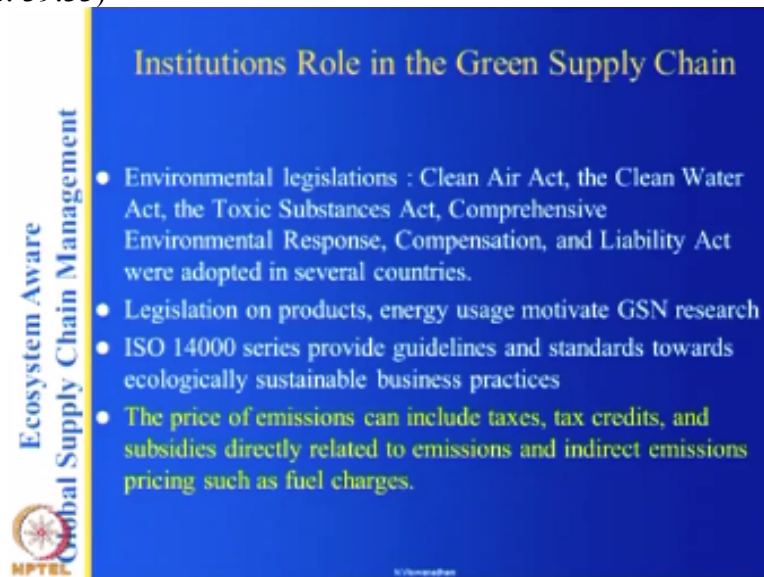 Institutions Role in the Green Supply Chain
Ecosystem Aware
Global Supply Chain Management
• Environmental legislations : Clean Air Act, the Clean Water
Act, the Toxic Substances Act, Comprehensive
Environmental Response, Compensation, and Liability Act
were adopted in several countries.
• Legislation on products, energy usage motivate GSN research
• ISO 14000 series provide guidelines and standards towards
ecologically sustainable business practices
• The price of emissions can include taxes, tax credits, and
subsidies directly related to emissions and indirect emissions
pricing such as fuel charges.
NPTEL
N.Viswanadham